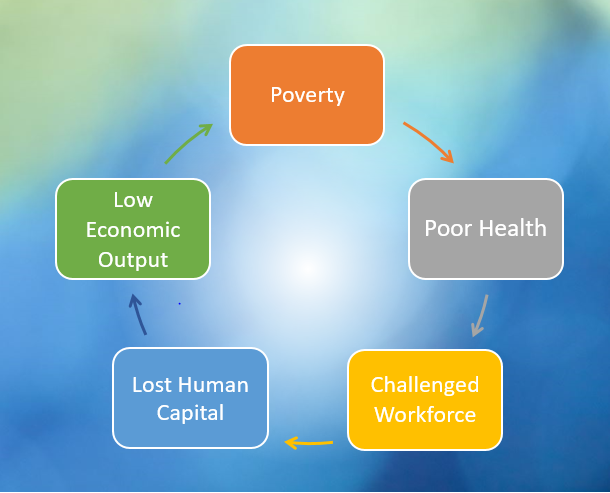 Poverty
Poor Health
Challenged
Workforce
Lost Human
Capital
Low
Economic
Output